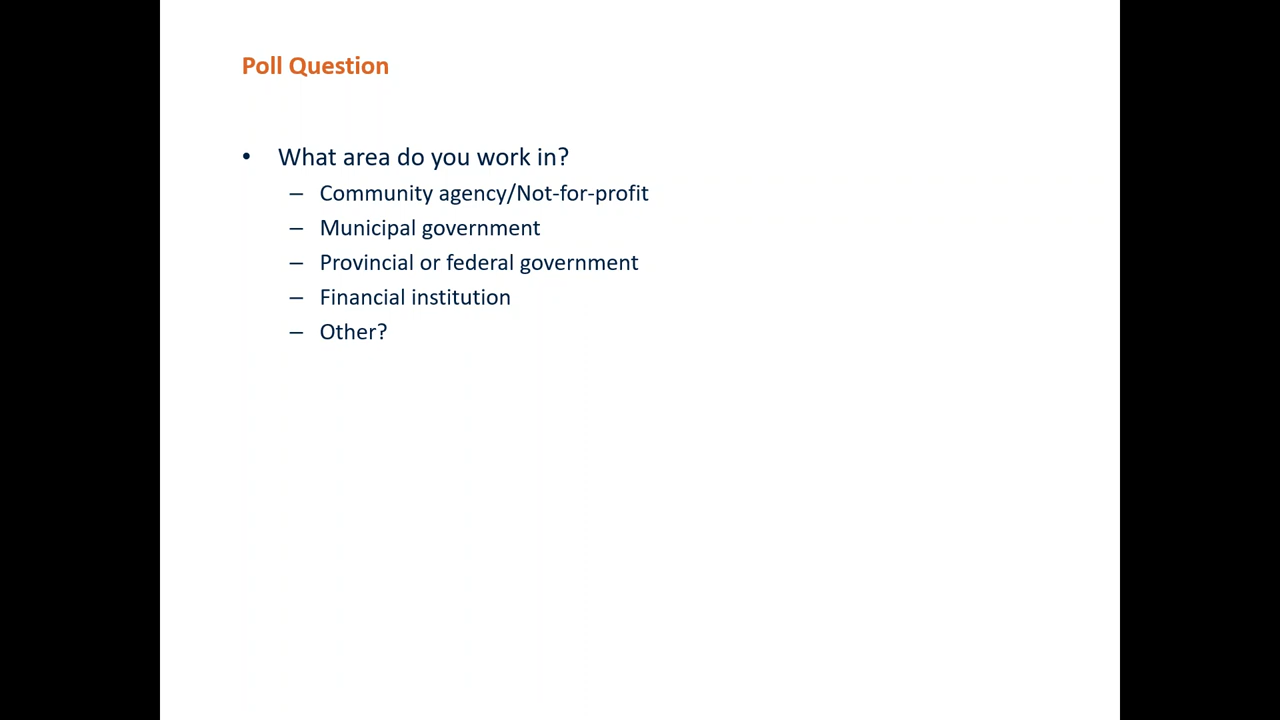 Poll Question
• What area do you work in?
– Community agency/Not-for-profit
– Municipal government
– Provincial or federal government
– Financial institution
– Other?